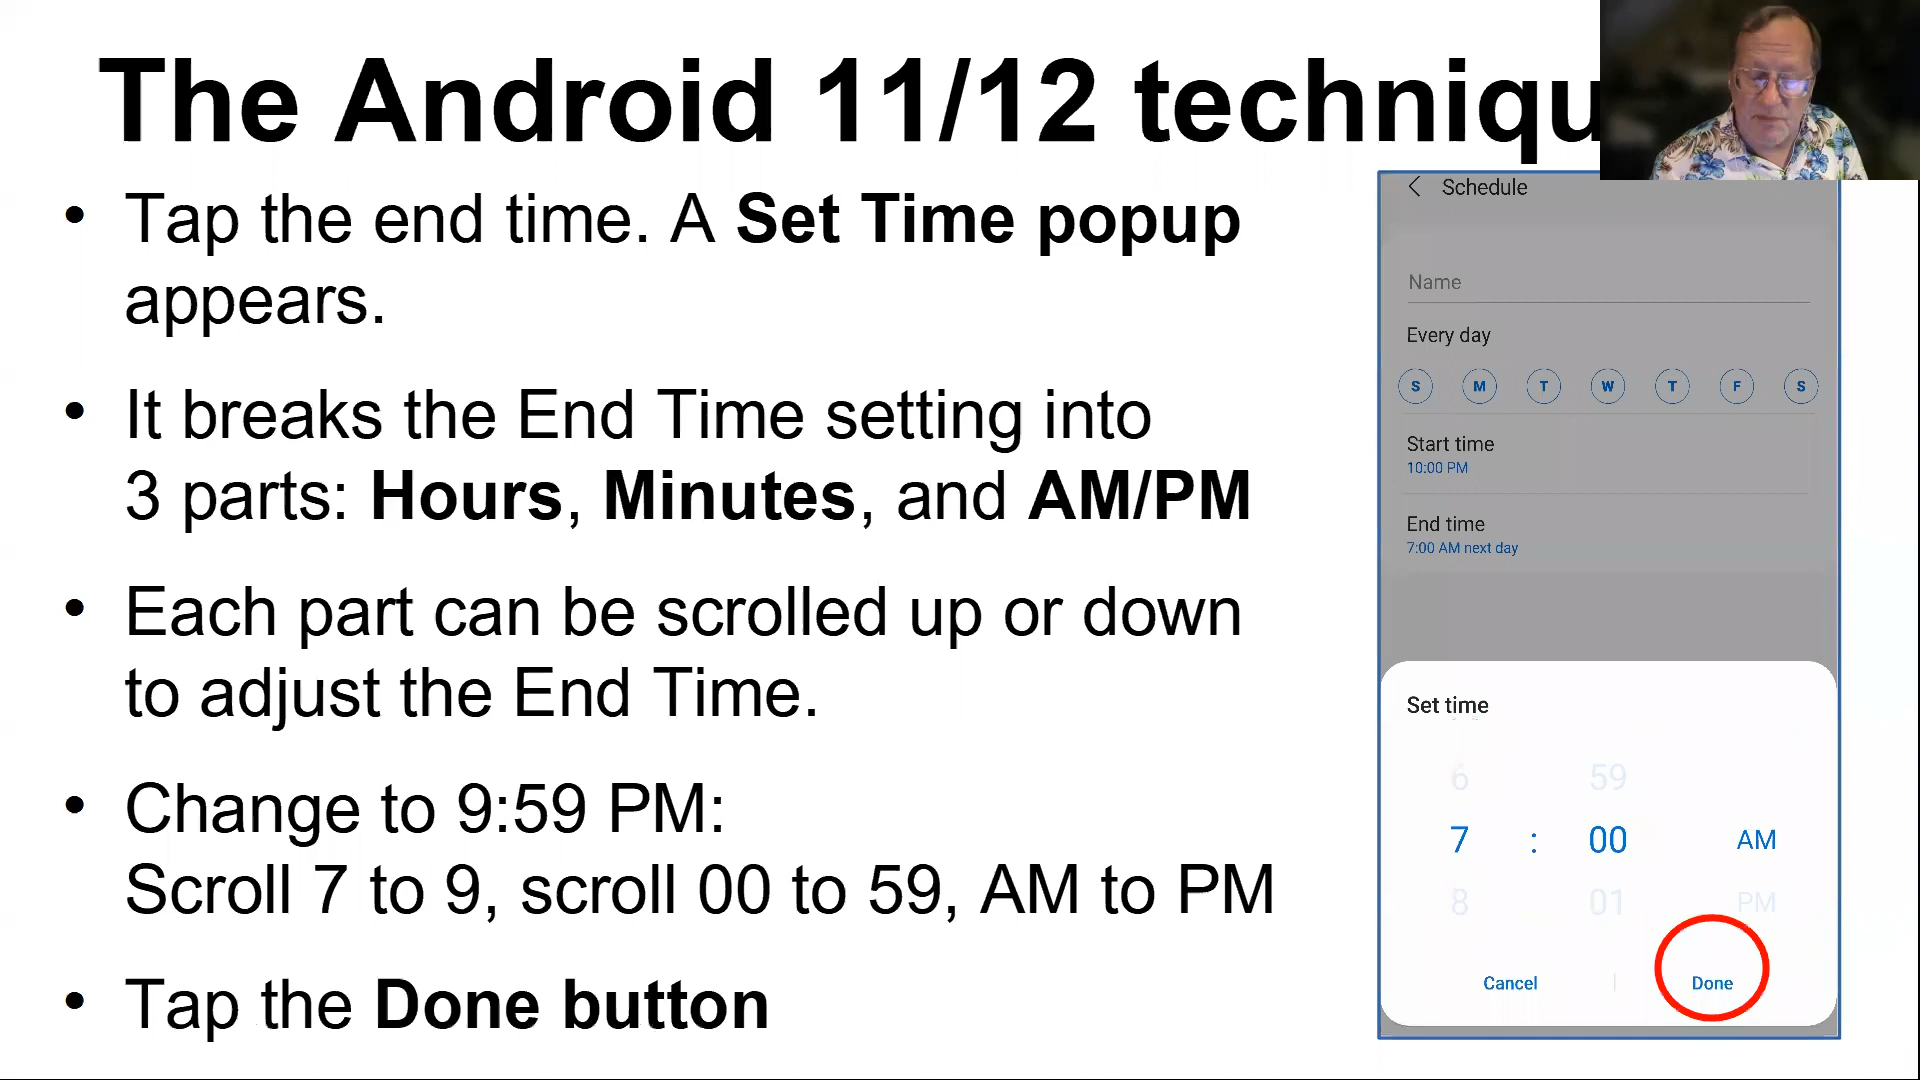 The Android 11/12 techniqu
• Tap the end time. A Set Time popup
appears.
• It breaks the End Time setting into
3 parts: Hours, Minutes, and AM/PM
• Each part can be scrolled up or down
to adjust the End Time.
• Change to 9:59 PM:
Scroll 7 to 9, scroll 00 to 59, AM to PM
• Tap the Done button
Schedule
Name
Every day
S M T W T F S
Start time
10:00 PM
End time
7:00 AM next day
Set time
6 59
7 : 00 AM
8 01 PM
Cancel Done